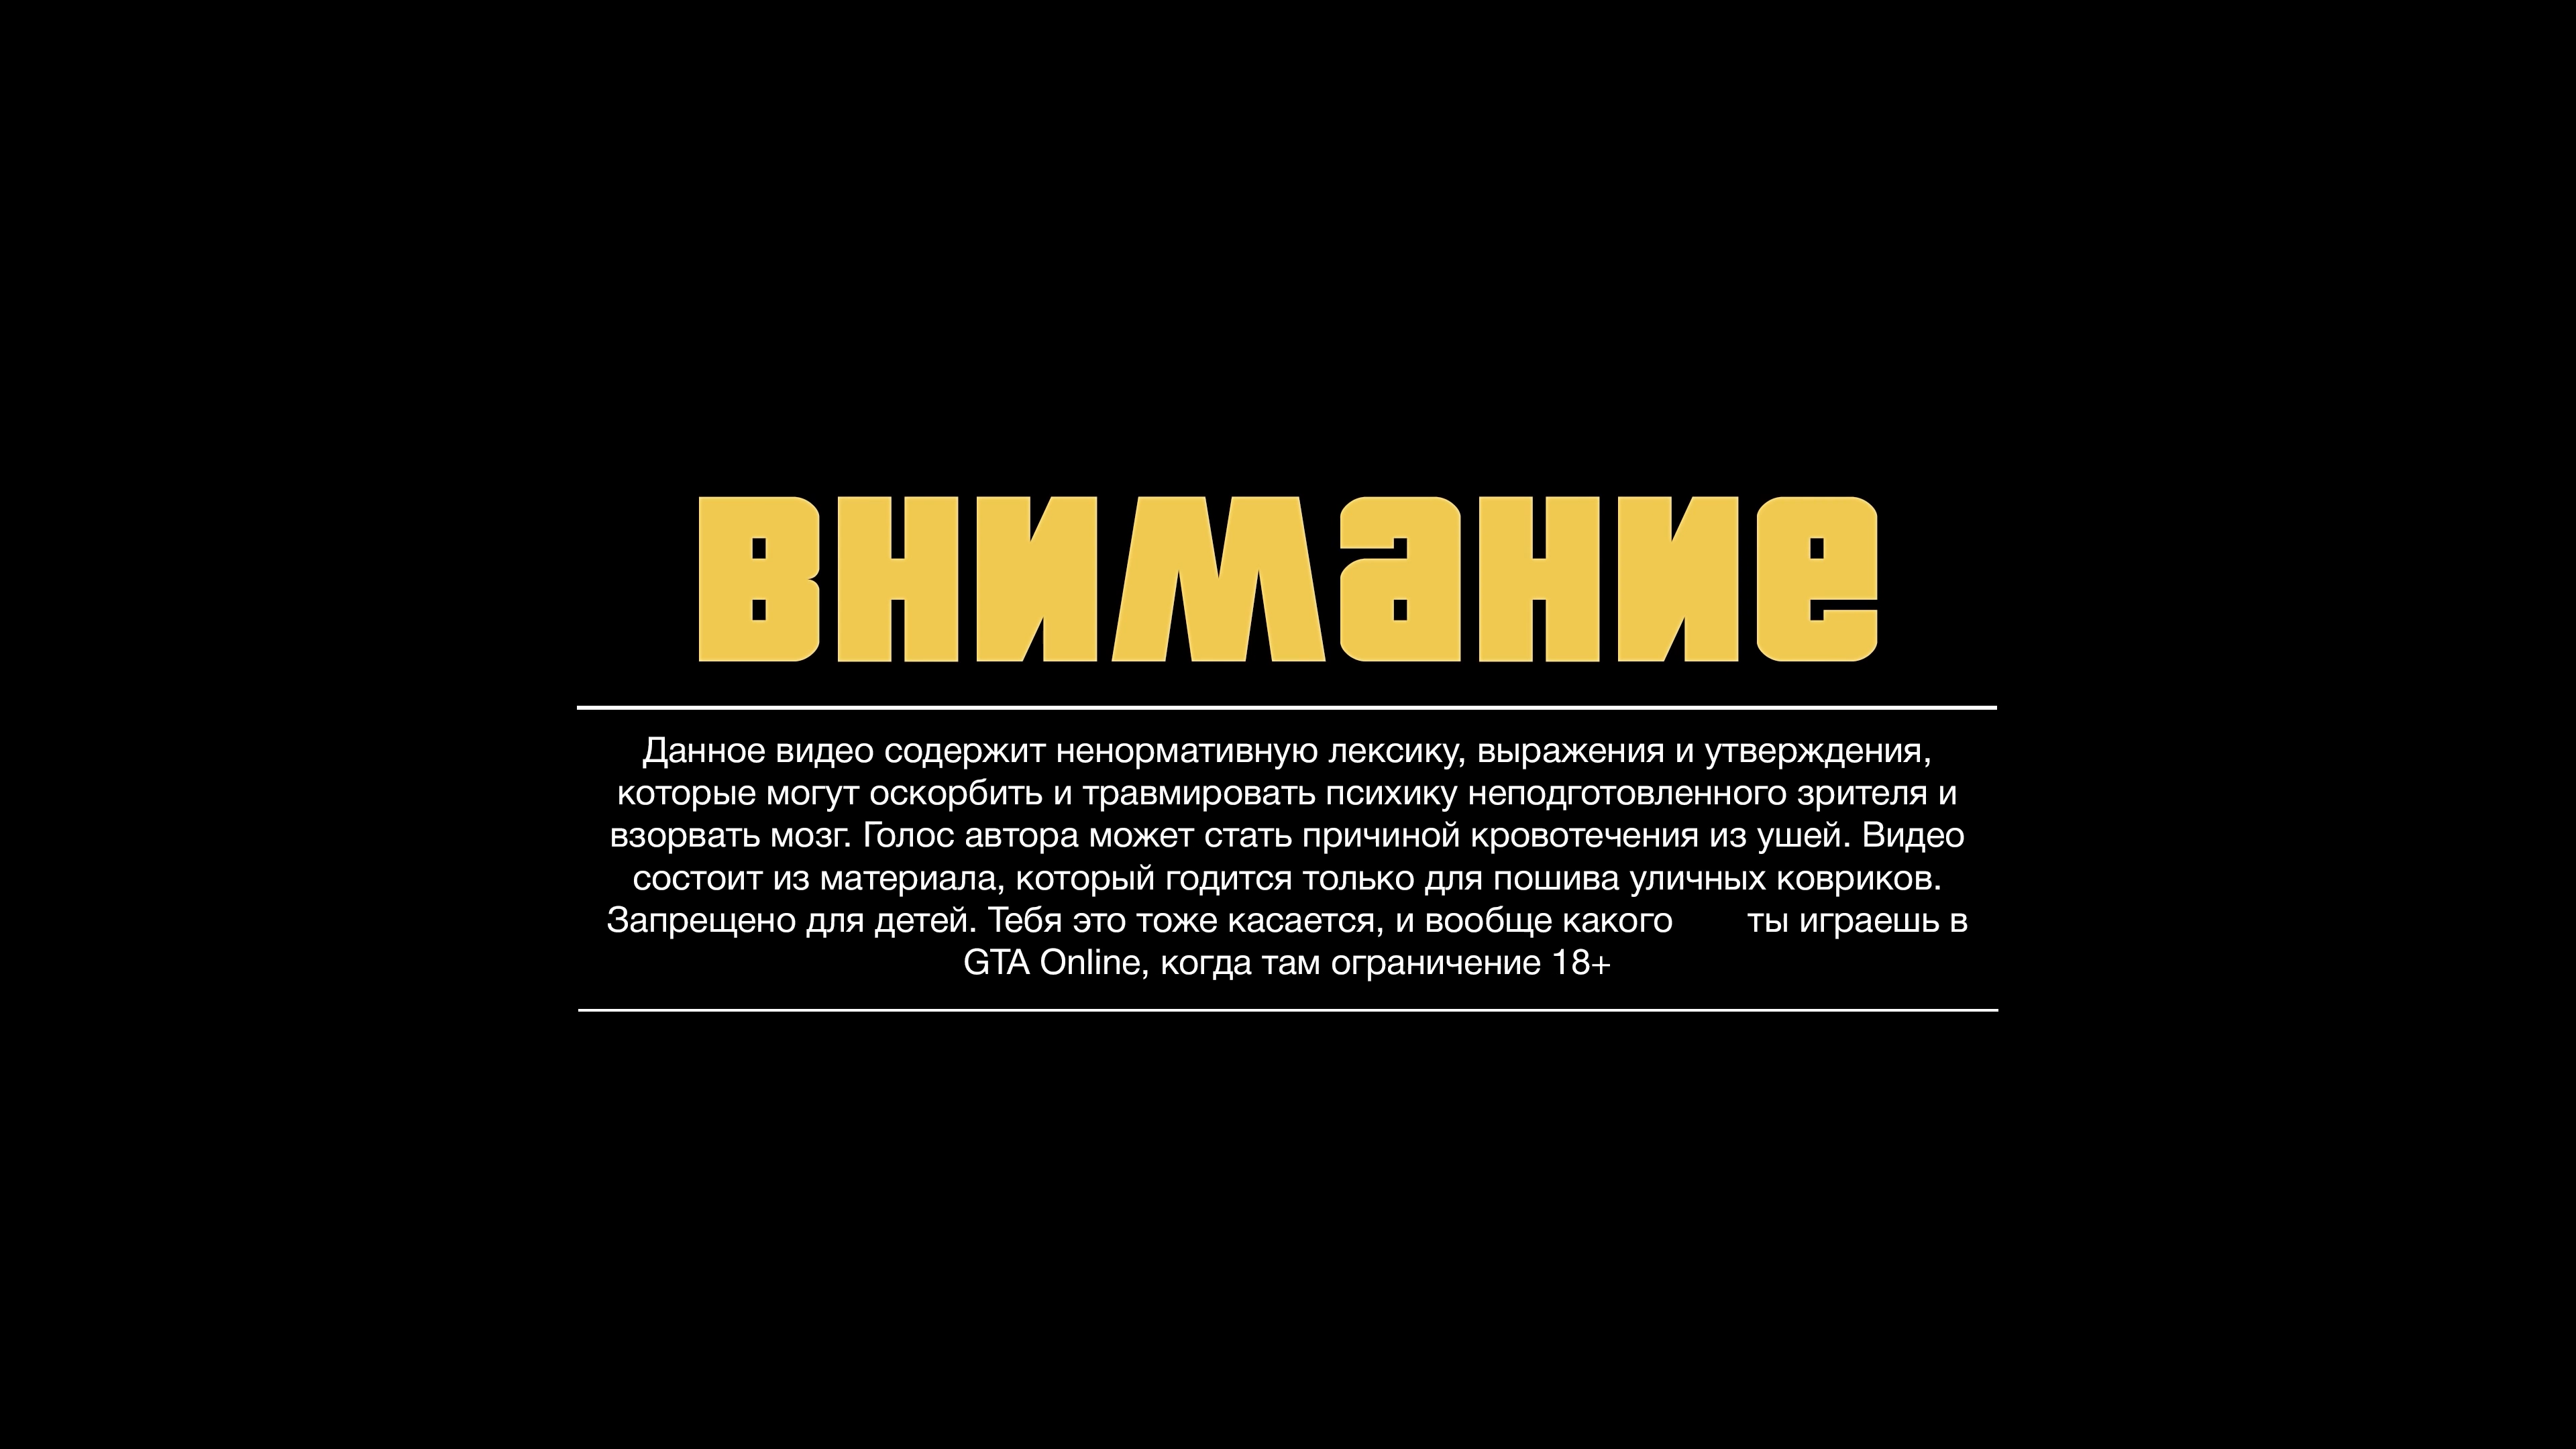 внимание
Данное видео содержит ненормативную лексику, выражения и утверждения,
которые могут оскорбить и травмировать психику неподготовленного зрителя и
взорвать мозг. Голос автора может стать причиной кровотечения из ушей. Видео
состоит из материала, который годится только для пошива уличных ковриков.
Запрещено для детей. Тебя это тоже касается, и вообще какого ты играешь в
GTA Online, когда там ограничение 18+